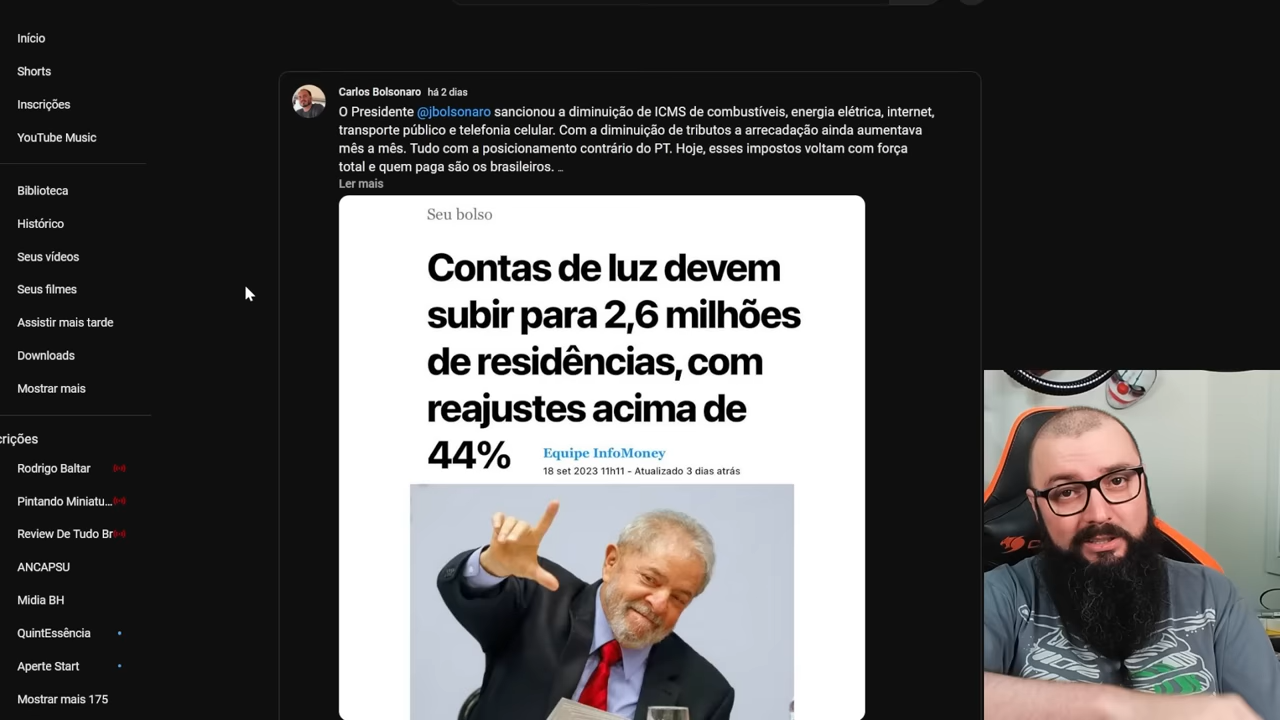 Início
Shorts
Inscrições
YouTube Music
Biblioteca
Histórico
Seus vídeos
Seus filmes
Assistir mais tarde
Downloads
Mostrar mais
crições
Rodrigo Baltar
Pintando Miniatu...
Review De Tudo Br
ANCAPSU
Midia BH
QuintEssência
Aperte Start
Mostrar mais 175
Carlos Bolsonaro há 2 dias
O Presidente @jbolsonaro sancionou a diminuição de ICMS de combustíveis, energia elétrica, internet,
transporte público e telefonia celular. Com a diminuição de tributos a arrecadação ainda aumentava
mês a mês. Tudo com a posicionamento contrário do PT. Hoje, esses impostos voltam com força
total e quem paga são os brasileiros. ...
Ler mais
Seu bolso
Contas de luz devem
subir para 2,6 milhões
de residências, com
reajustes acima de
44%
Equipe InfoMoney
18 set 2023 11h11 - Atualizado 3 dias atrás